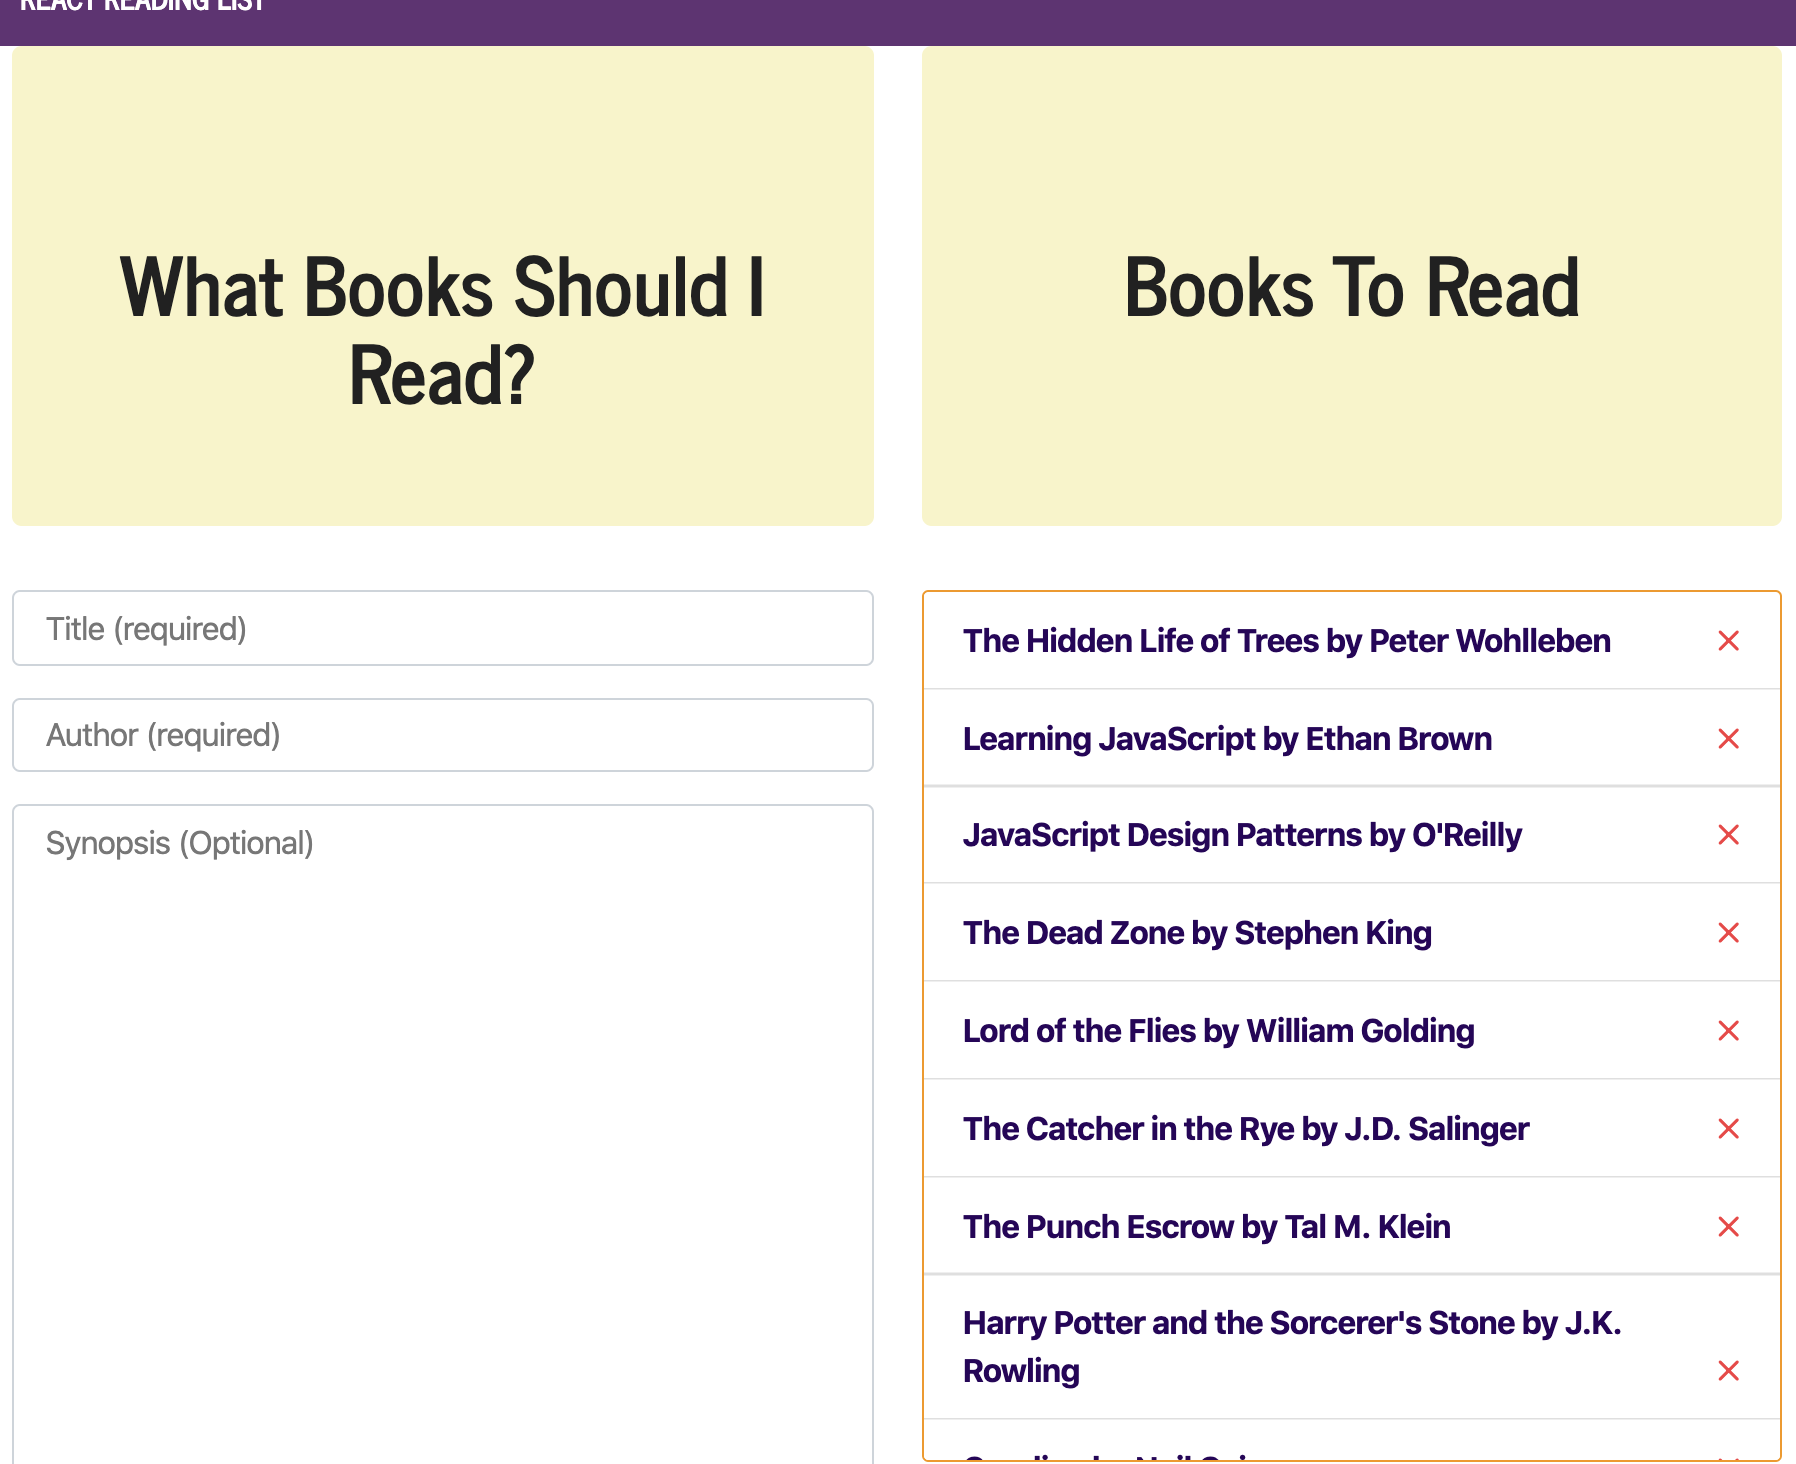 REACT READING LIST
What Books Should I
Read?
Books To Read
Title (required)
Author (required)
Synopsis (Optional)
The Hidden Life of Trees by Peter Wohlleben
Learning JavaScript by Ethan Brown
JavaScript Design Patterns by O'Reilly
The Dead Zone by Stephen King
Lord of the Flies by William Golding
The Catcher in the Rye by J.D. Salinger
The Punch Escrow by Tal M. Klein
Harry Potter and the Sorcerer's Stone by J.K.
Rowling
by Neil